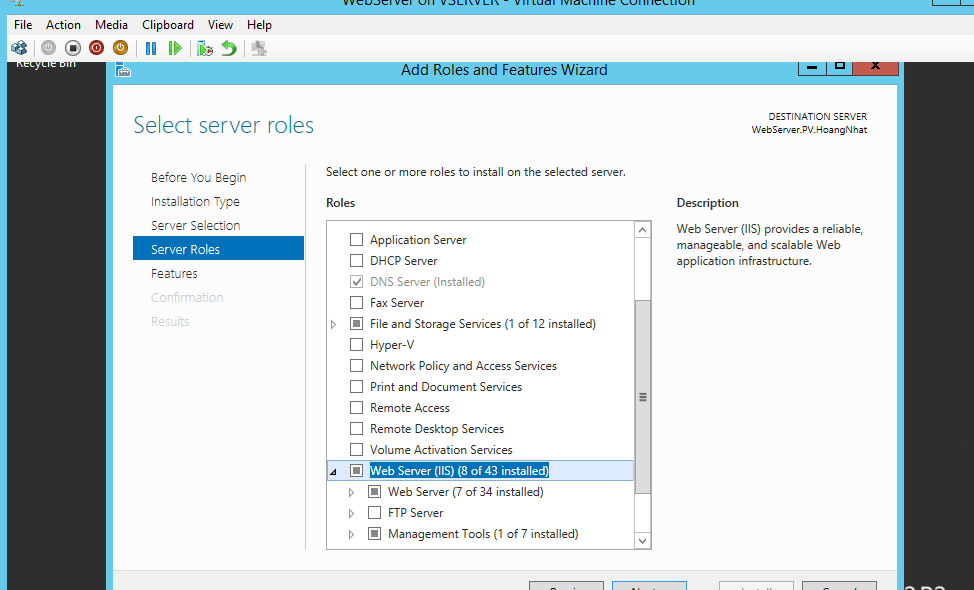 WebServer on VSERVER - Virtual Machine Connection
File Action Media Clipboard View Help
Recycle Bin
Add Roles and Features Wizard
Select server roles
DESTINATION SERVER
WebServer.PV.HoangNhat
Before You Begin
Installation Type
Server Selection
Server Roles
Features
Confirmation
Results
Select one or more roles to install on the selected server.
Roles
Application Server
DHCP Server
DNS Server (Installed)
Fax Server
File and Storage Services (1 of 12 installed)
Hyper-V
Network Policy and Access Services
Print and Document Services
Remote Access
Remote Desktop Services
Volume Activation Services
Web Server (IIS) (8 of 43 installed)
Web Server (7 of 34 installed)
FTP Server
Management Tools (1 of 7 installed)
Description
Web Server (IIS) provides a reliable,
manageable, and scalable Web
application infrastructure.